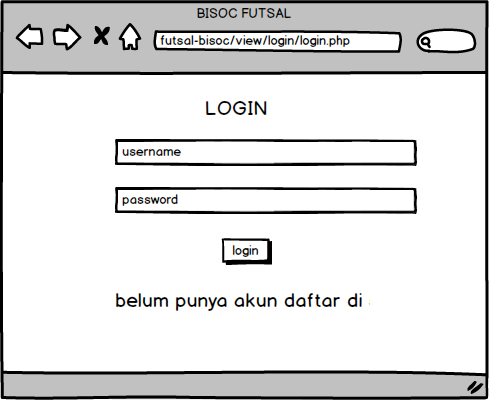 BISOC FUTSAL
futsal-bisoc/view/login/login.php
LOGIN
username
password
login
belum punya akun daftar di